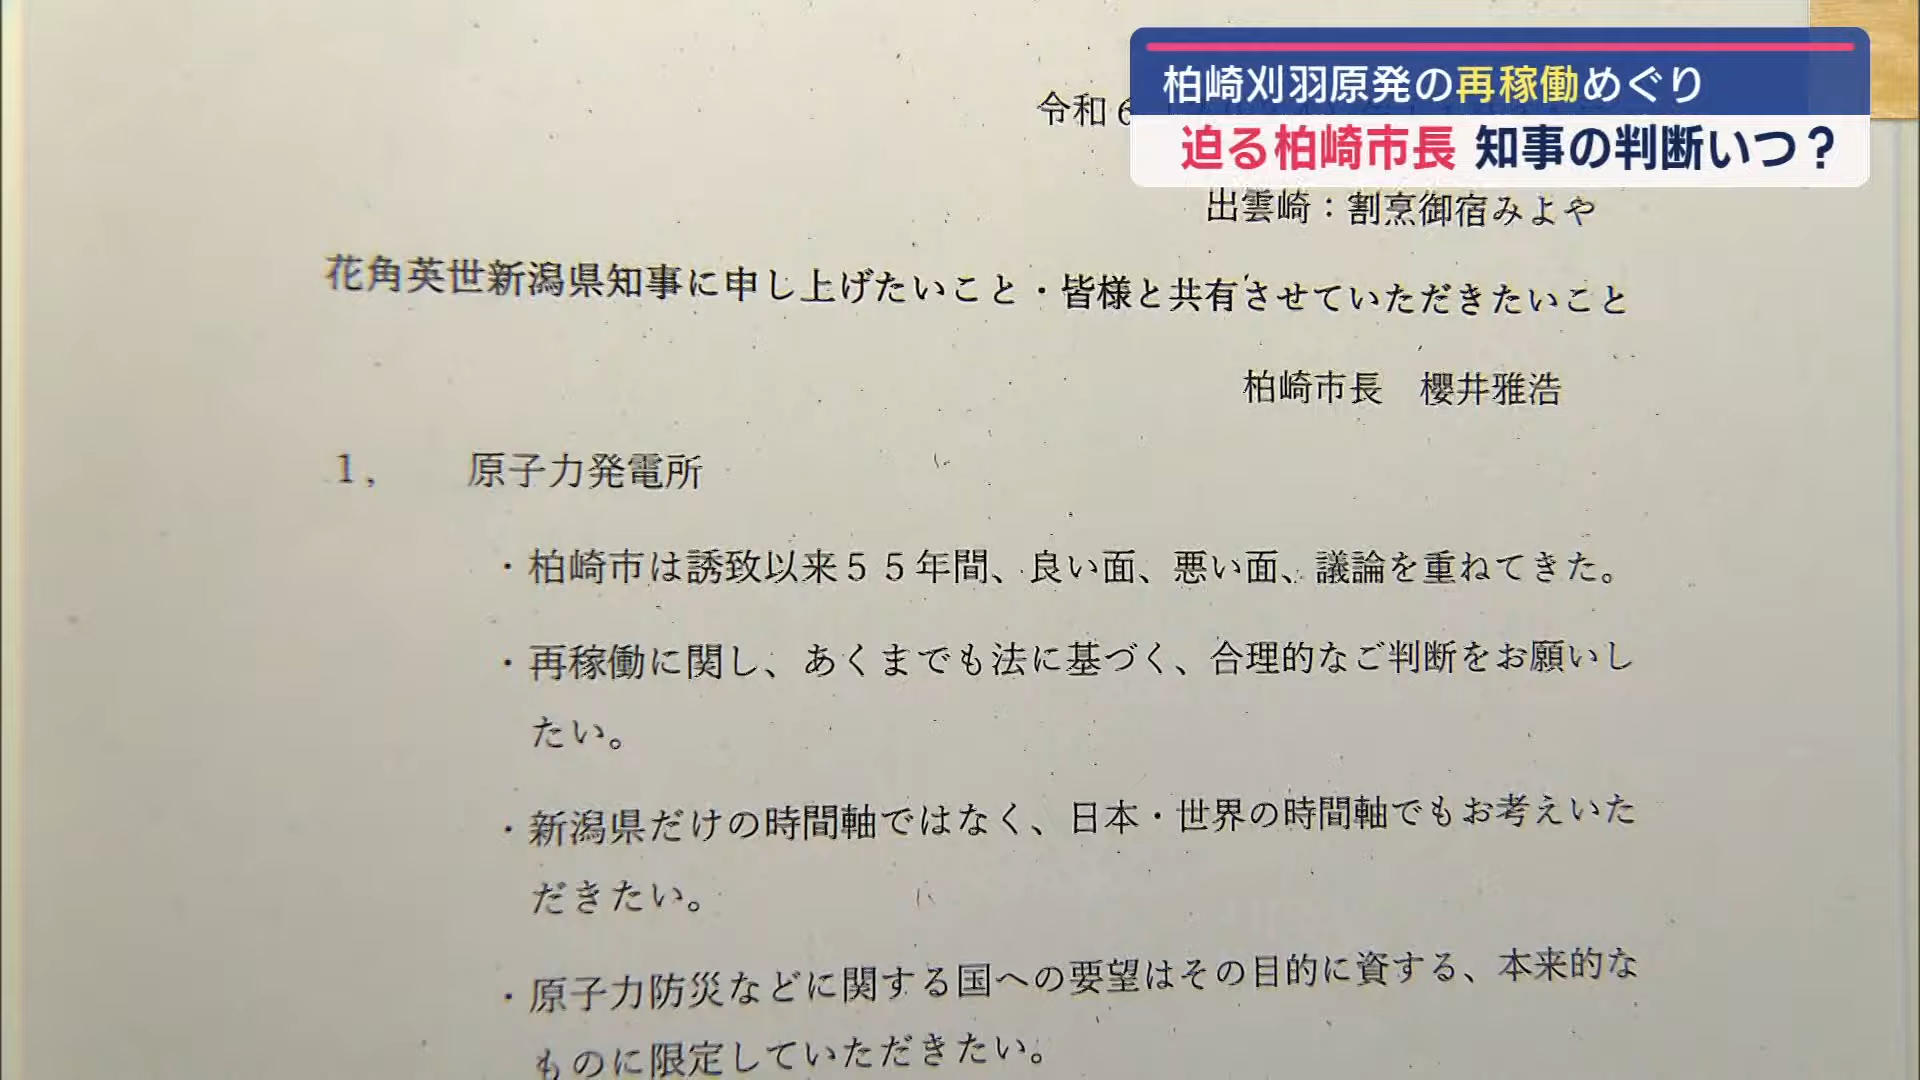 柏崎刈羽原発の再稼働めぐり
迫る柏崎市長 知事の判断いつ？
令和６
出雲崎：割烹御宿みよや
花角英世新潟県知事に申し上げたいこと・皆様と共有させていただきたいこと
柏崎市長　櫻井雅浩
１，　　原子力発電所
・柏崎市は誘致以来５５年間、良い面、悪い面、議論を重ねてきた。
・再稼働に関し、あくまでも法に基づく、合理的なご判断をお願いし
たい。
・新潟県だけの時間軸ではなく、日本・世界の時間軸でもお考えいた
だきたい。
・原子力防災などに関する国への要望はその目的に資する、本来的な
ものに限定していただきたい。